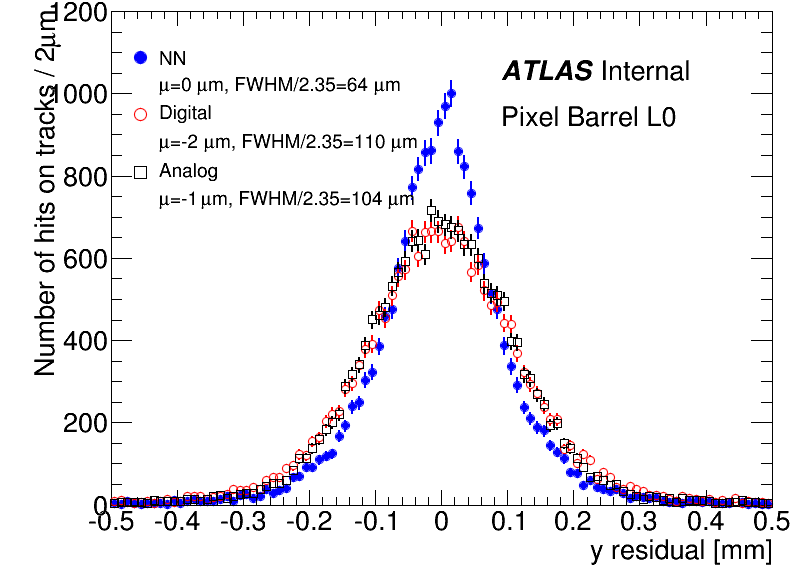 Number of hits on tracks / 2μm
1200
1000
800
600
400
200
0
NN
μ=0 μm, FWHM/2.35=64 μm
Digital
μ=-2 μm, FWHM/2.35=110 μm
Analog
μ=-1 μm, FWHM/2.35=104 μm
ATLAS Internal
Pixel Barrel L0
-0.5 -0.4 -0.3 -0.2 -0.1 0 0.1 0.2 0.3 0.4 0.5
y residual [mm]